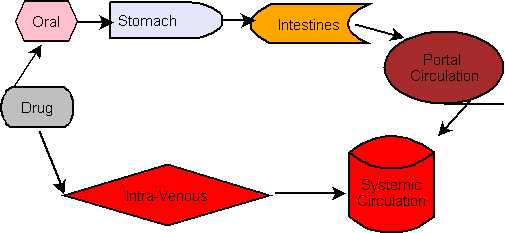 Oral
Stomach
Intestines
Portal
Circulation
Drug
Intra-Venous
Systemic
Circulation